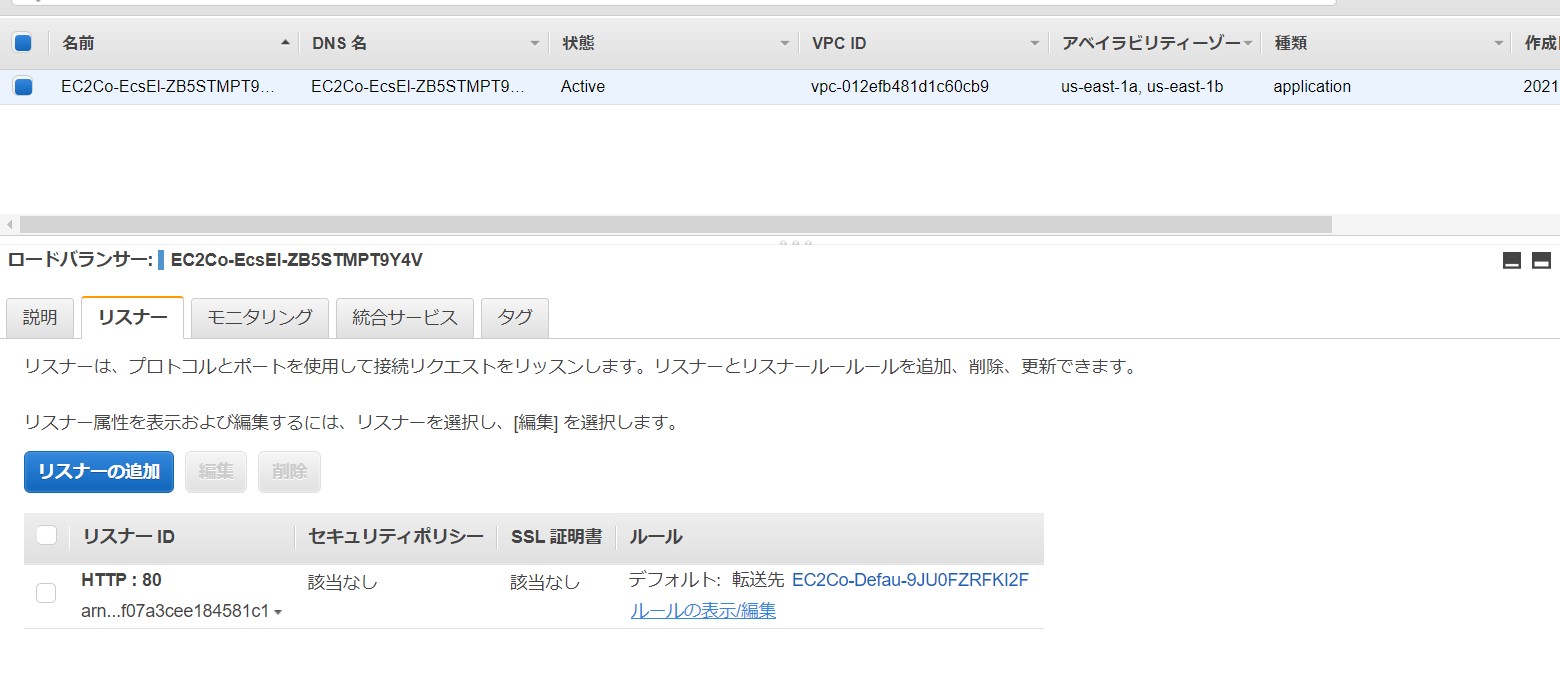 名前 DNS 名 状態 VPC ID アベイラビリティーゾー 種類 作成
EC2Co-EcsEl-ZB5STMPT9... EC2Co-EcsEl-ZB5STMPT9... Active vpc-012efb481d1c60cb9 us-east-1a, us-east-1b application 2021
ロードバランサー: EC2Co-EcsEl-ZB5STMPT9Y4V
説明 リスナー モニタリング 統合サービス タグ
リスナーは、プロトコルとポートを使用して接続リクエストをリッスンします。リスナーとリスナールールールを追加、削除、更新できます。
リスナー属性を表示および編集するには、リスナーを選択し、[編集] を選択します。
リスナーの追加 編集 削除
リスナー ID セキュリティポリシー SSL 証明書 ルール
HTTP : 80 該当なし 該当なし デフォルト: 転送先 EC2Co-Defau-9JU0FZRFKI2F
arn...f07a3cee184581c1 ルールの表示/編集